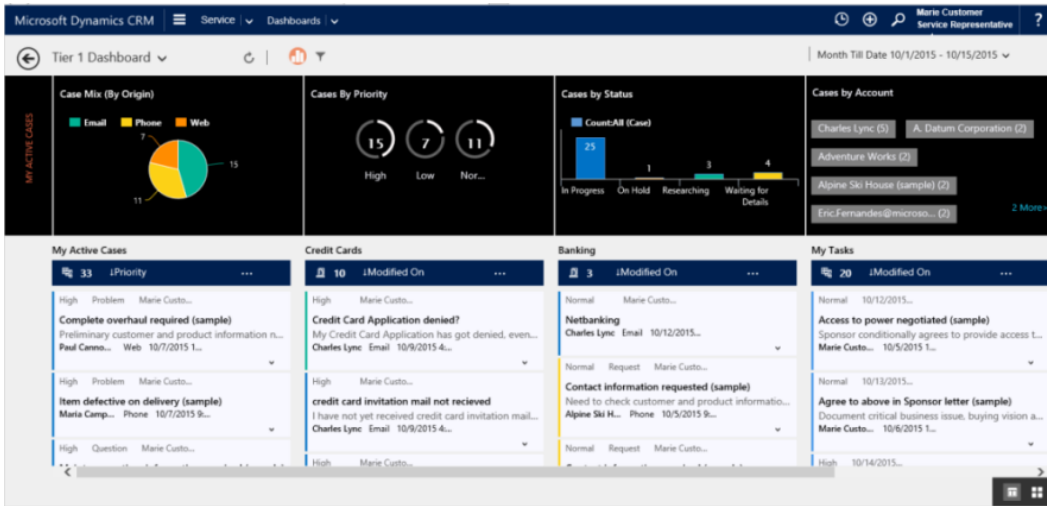 Microsoft Dynamics CRM Service Dashboards
Marie Customer
Service Representative
?
Tier 1 Dashboard
Month Till Date 10/1/2015 - 10/15/2015
MY ACTIVE CASES
Case Mix (By Origin)
Email Phone Web
7
15
11
Cases By Priority
15 7 11
High Low Nor...
Cases by Status
Count:All (Case)
25 1 3 4
In Progress On Hold Researching Waiting for
Details
Cases by Account
Charles Lync (5) A. Datum Corporation (2)
Adventure Works (2)
Alpine Ski House (sample) (2)
Eric.Fernandes@microso... (2)
2 More
My Active Cases
33 ↓Priority ...
High Problem Marie Custo...
Complete overhaul required (sample)
Preliminary customer and product information n...
Paul Canno... Web 10/7/2015 1...
High Problem Marie Custo...
Item defective on delivery (sample)
Maria Camp... Phone 10/7/2015 9:...
High Question Marie Custo...
Credit Cards
10 ↓Modified On ...
High Marie Custo...
Credit Card Application denied?
My Credit Card Application has got denied, even...
Charles Lync Email 10/9/2015 4:...
High Marie Custo...
credit card invitation mail not recieved
I have not yet received credit card invitation mail...
Charles Lync Email 10/9/2015 4:...
High Marie Custo...
Banking
3 ↓Modified On ...
Normal Marie Custo...
Netbanking
Charles Lync Email 10/12/2015...
Normal Request Marie Custo...
Contact information requested (sample)
Need to check customer and product informatio...
Alpine Ski H... Phone 10/5/2015 9:...
Normal Request Marie Custo...
My Tasks
20 ↓Modified On ...
Normal 10/12/2015...
Access to power negotiated (sample)
Sponsor conditionally agrees to provide access t...
Marie Custo... 10/5/2015 1...
Normal 10/13/2015...
Agree to above in Sponsor letter (sample)
Document critical business issue, buying vision a...
Marie Custo... 10/6/2015 1...
High 10/14/2015...